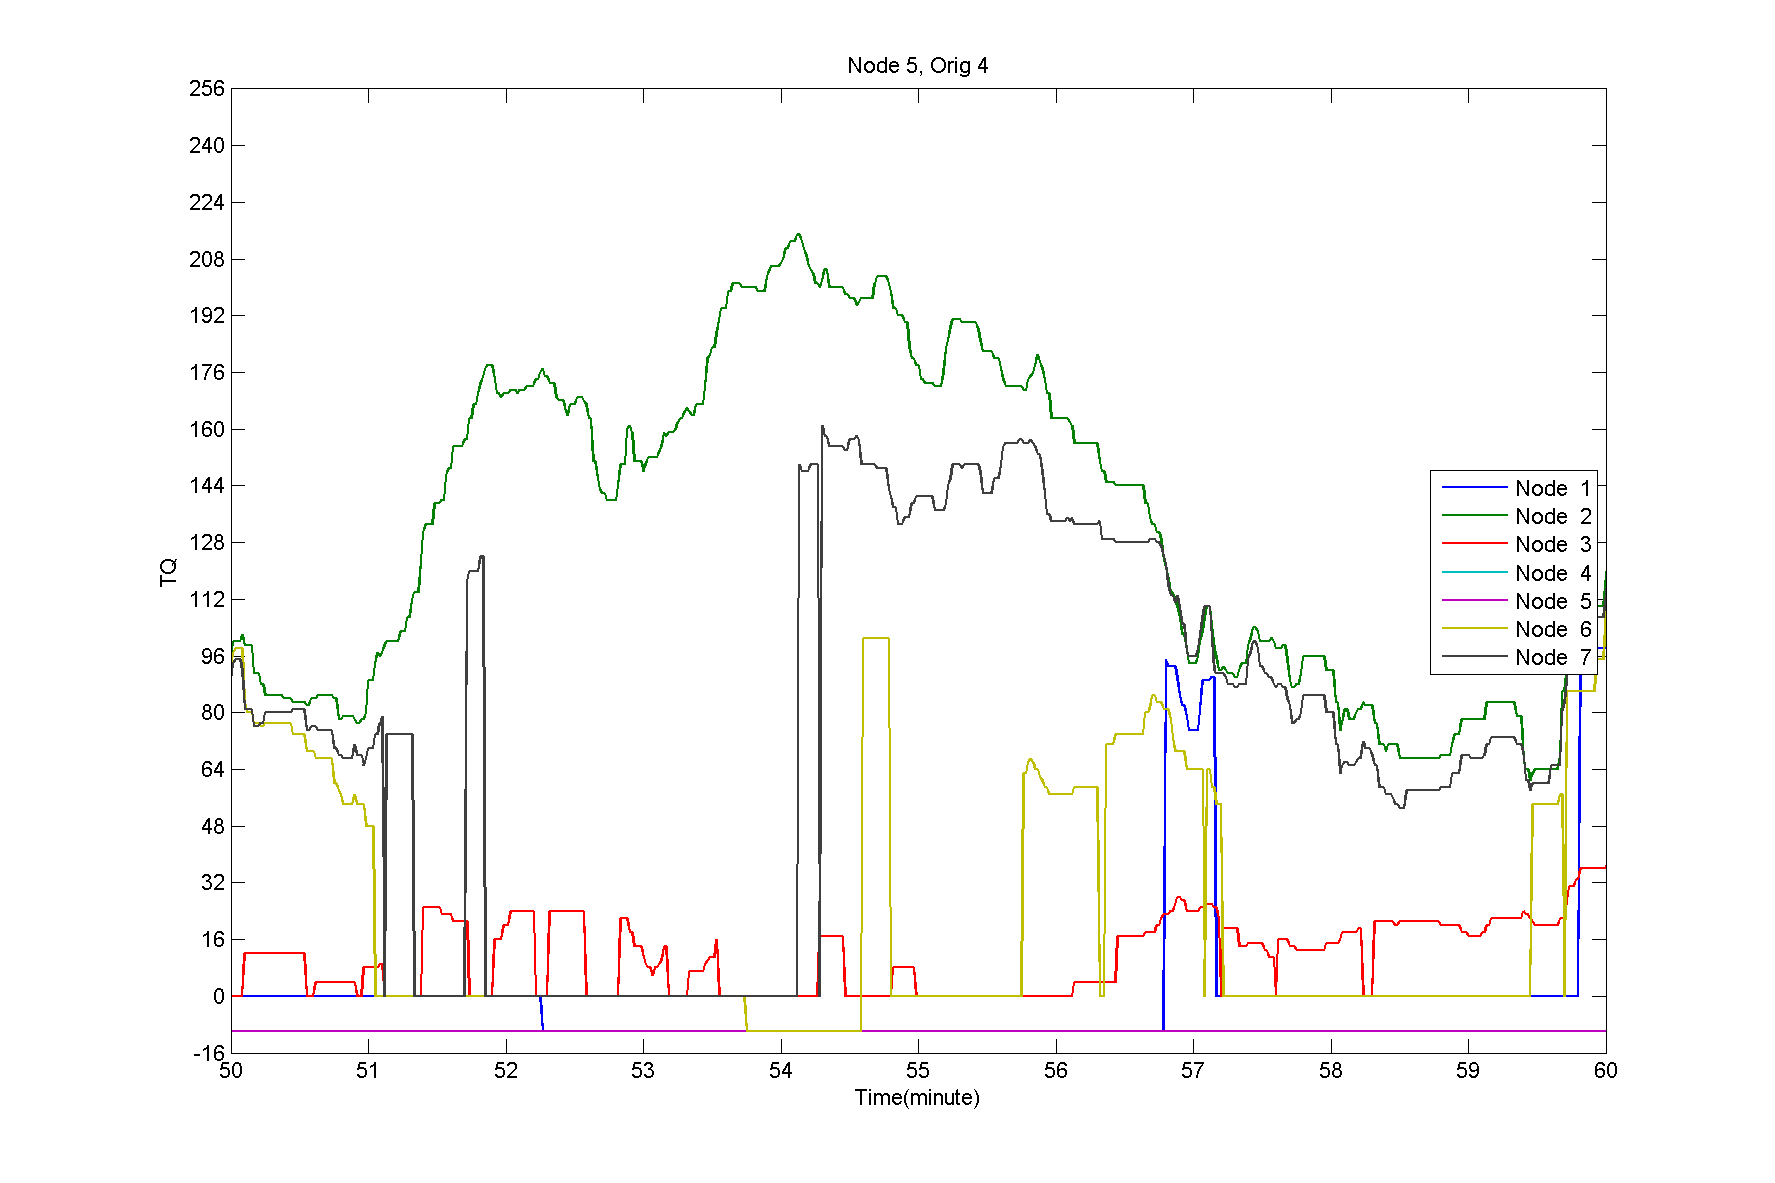 Node 5, Orig 4
256
240
224
208
192
176
160
144
128
112
96
80
64
48
32
16
0
-16
TQ
50 51 52 53 54 55 56 57 58 59 60
Time(minute)
Node 1
Node 2
Node 3
Node 4
Node 5
Node 6
Node 7